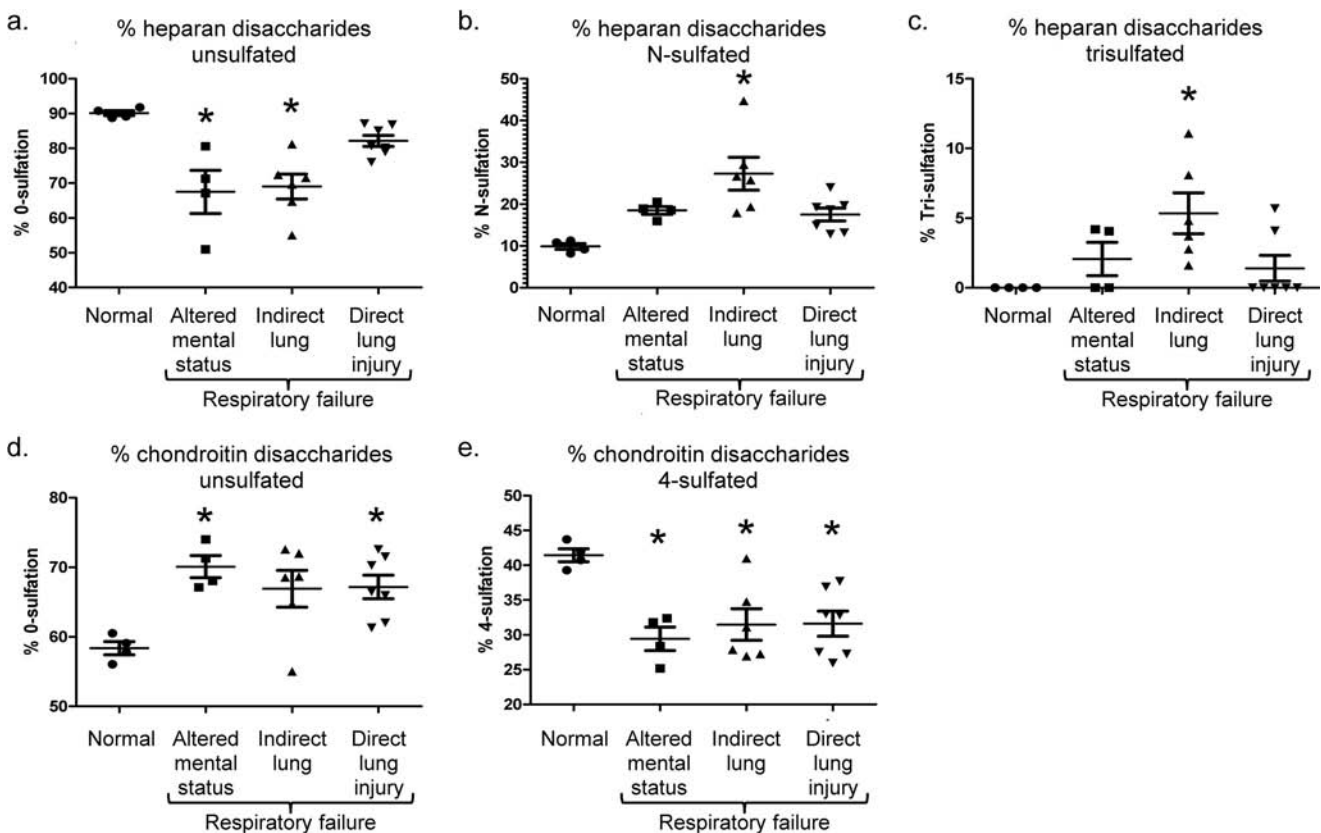 a.
% heparan disaccharides
unsulfated
*
*
% 0-sulfation
100
90
80
70
60
50
40
Normal
Altered
mental
status
Indirect
lung
Direct
lung
injury
Respiratory failure
b.
% heparan disaccharides
N-sulfated
*
% N-sulfation
50
40
30
20
10
0
Normal
Altered
mental
status
Indirect
lung
Direct
lung
injury
Respiratory failure
c.
% heparan disaccharides
trisulfated
*
% Tri-sulfation
15
10
5
0
Normal
Altered
mental
status
Indirect
lung
Direct
lung
injury
Respiratory failure
d.
% chondroitin disaccharides
unsulfated
*
*
% 0-sulfation
80
70
60
50
Normal
Altered
mental
status
Indirect
lung
Direct
lung
injury
Respiratory failure
e.
% chondroitin disaccharides
4-sulfated
*
*
*
% 4-sulfation
50
45
40
35
30
25
20
Normal
Altered
mental
status
Indirect
lung
Direct
lung
injury
Respiratory failure